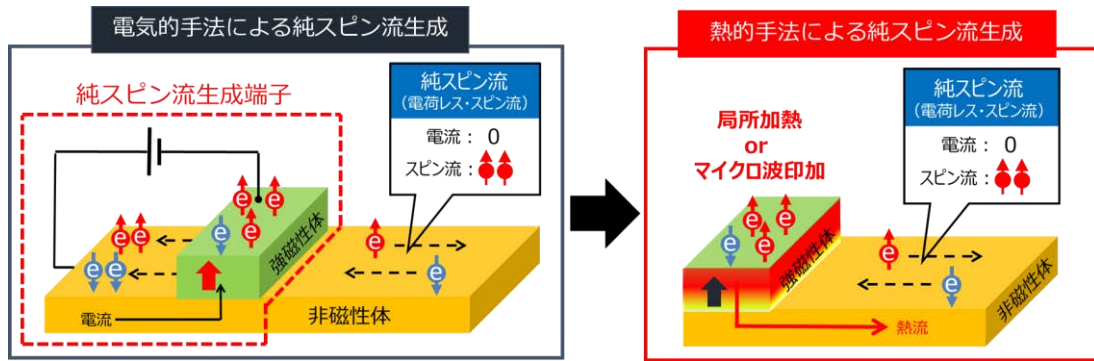 電気的手法による純スピン流生成
純スピン流生成端子
純スピン流
(電荷レス・スピン流)
電流： 0
スピン流：
e e
e
e e
e
e e
e
e
強磁性体
非磁性体
電流
熱的手法による純スピン流生成
局所加熱
or
マイクロ波印加
純スピン流
(電荷レス・スピン流)
電流： 0
スピン流：
e
e e
e
e
e
e
強磁性体
非磁性体
熱流